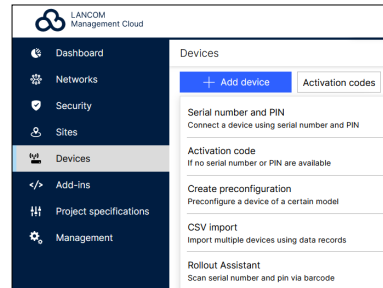 LANCOM
Management Cloud
Dashboard
Networks
Security
Sites
Devices
Add-ins
Project specifications
Management
Devices
+ Add device
Activation codes
Serial number and PIN
Connect a device using serial number and PIN
Activation code
If no serial number or PIN are available
Create preconfiguration
Preconfigure a device of a certain model
CSV import
Import multiple devices using data records
Rollout Assistant
Scan serial number and pin via barcode